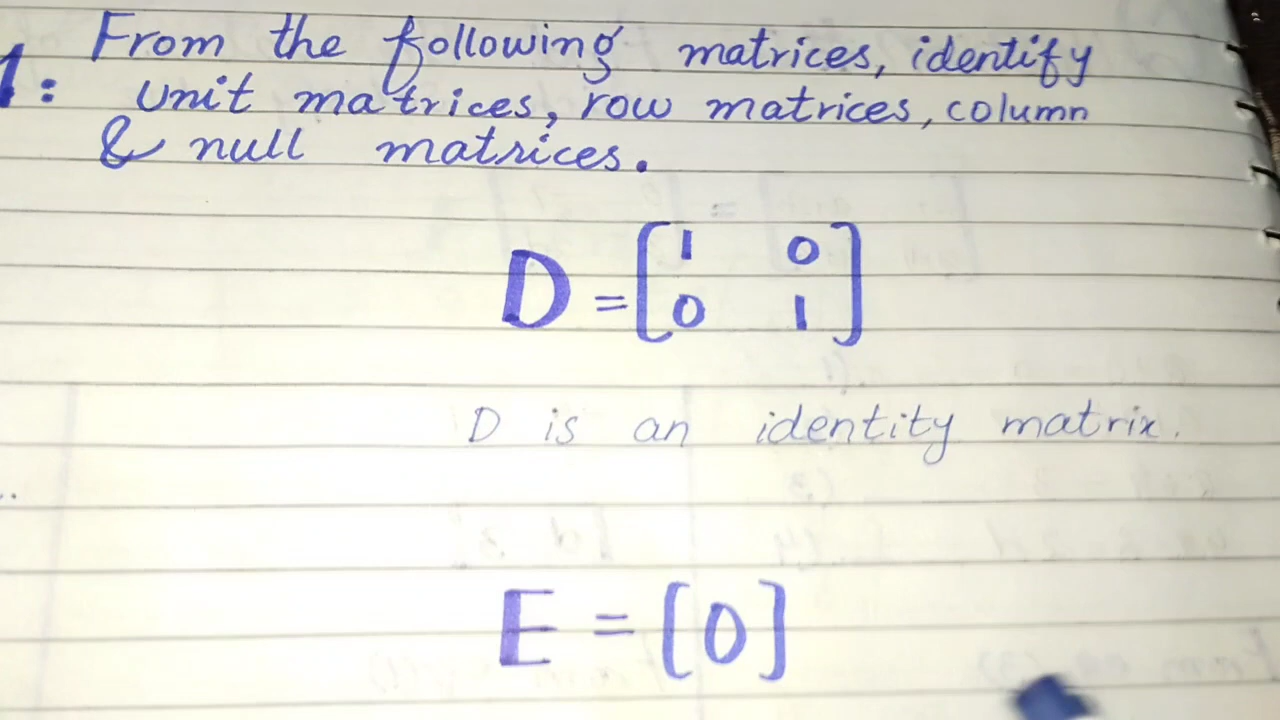 1: From the following matrices, identify
unit matrices, row matrices, column
& null matrices.
D = [1 0
0 1]
D is an identity matrix.
E = [0]